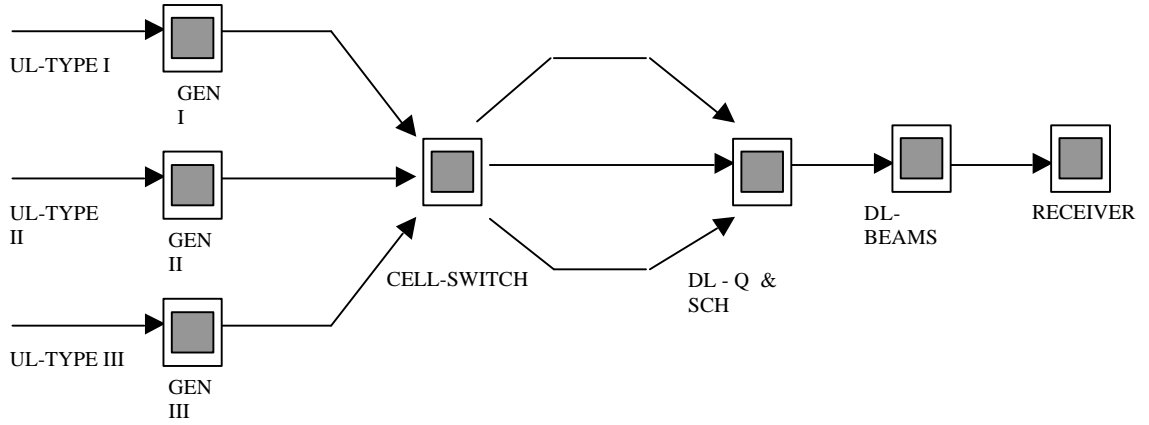 UL-TYPE I
GEN
I
UL-TYPE
II
GEN
II
UL-TYPE III
GEN
III
CELL-SWITCH
DL - Q &
SCH
DL-
BEAMS
RECEIVER